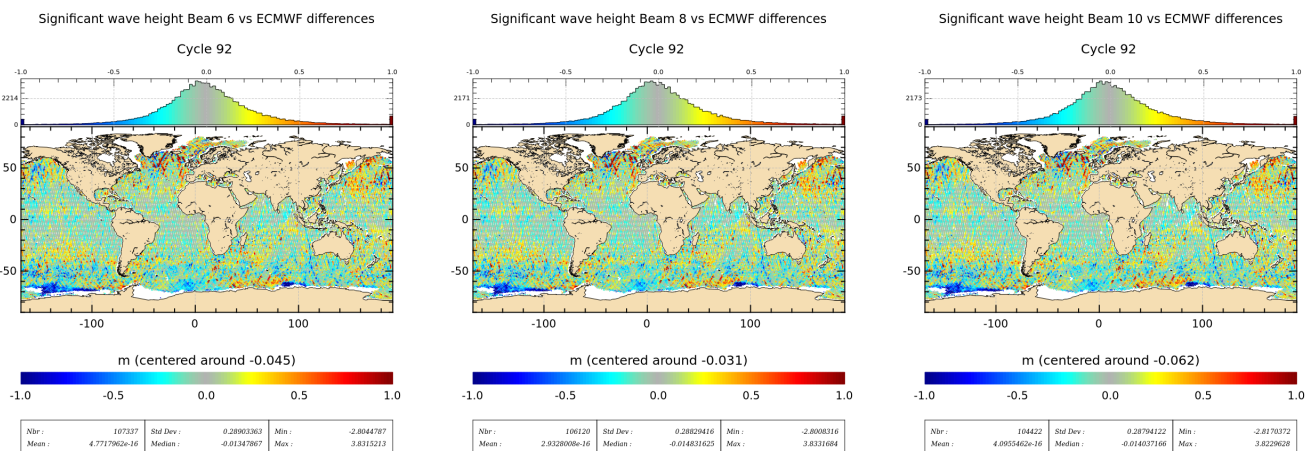 Significant wave height Beam 6 vs ECMWF differences
Cycle 92
-1.0 -0.5 0.0 0.5 1.0
2214
0
50
0
-50
-100 0 100
m (centered around -0.045)
-1.0 -0.5 0.0 0.5 1.0
Nbr : 107337 Std Dev : 0.28903363 Min : -2.8044787
Mean : 4.7717962e-16 Median : -0.01347867 Max : 3.8315213
Significant wave height Beam 8 vs ECMWF differences
Cycle 92
-1.0 -0.5 0.0 0.5 1.0
2171
0
50
0
-50
-100 0 100
m (centered around -0.031)
-1.0 -0.5 0.0 0.5 1.0
Nbr : 106120 Std Dev : 0.28829416 Min : -2.8008316
Mean : 2.9328008e-16 Median : -0.014831625 Max : 3.8331684
Significant wave height Beam 10 vs ECMWF differences
Cycle 92
-1.0 -0.5 0.0 0.5 1.0
2173
0
50
0
-50
-100 0 100
m (centered around -0.062)
-1.0 -0.5 0.0 0.5 1.0
Nbr : 104422 Std Dev : 0.28794122 Min : -2.8170372
Mean : 4.0955462e-16 Median : -0.014037166 Max : 3.8229628